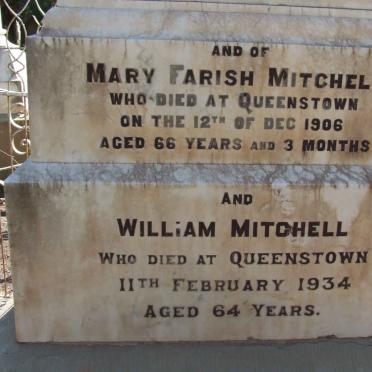 AND OF
MARY FARISH MITCHEL
WHO DIED AT QUEENSTOWN
ON THE 12TH OF DEC 1906
AGED 66 YEARS AND 3 MONTHS
AND
WILLIAM MITCHELL
WHO DIED AT QUEENSTOWN
11TH FEBRUARY 1934
AGED 64 YEARS.